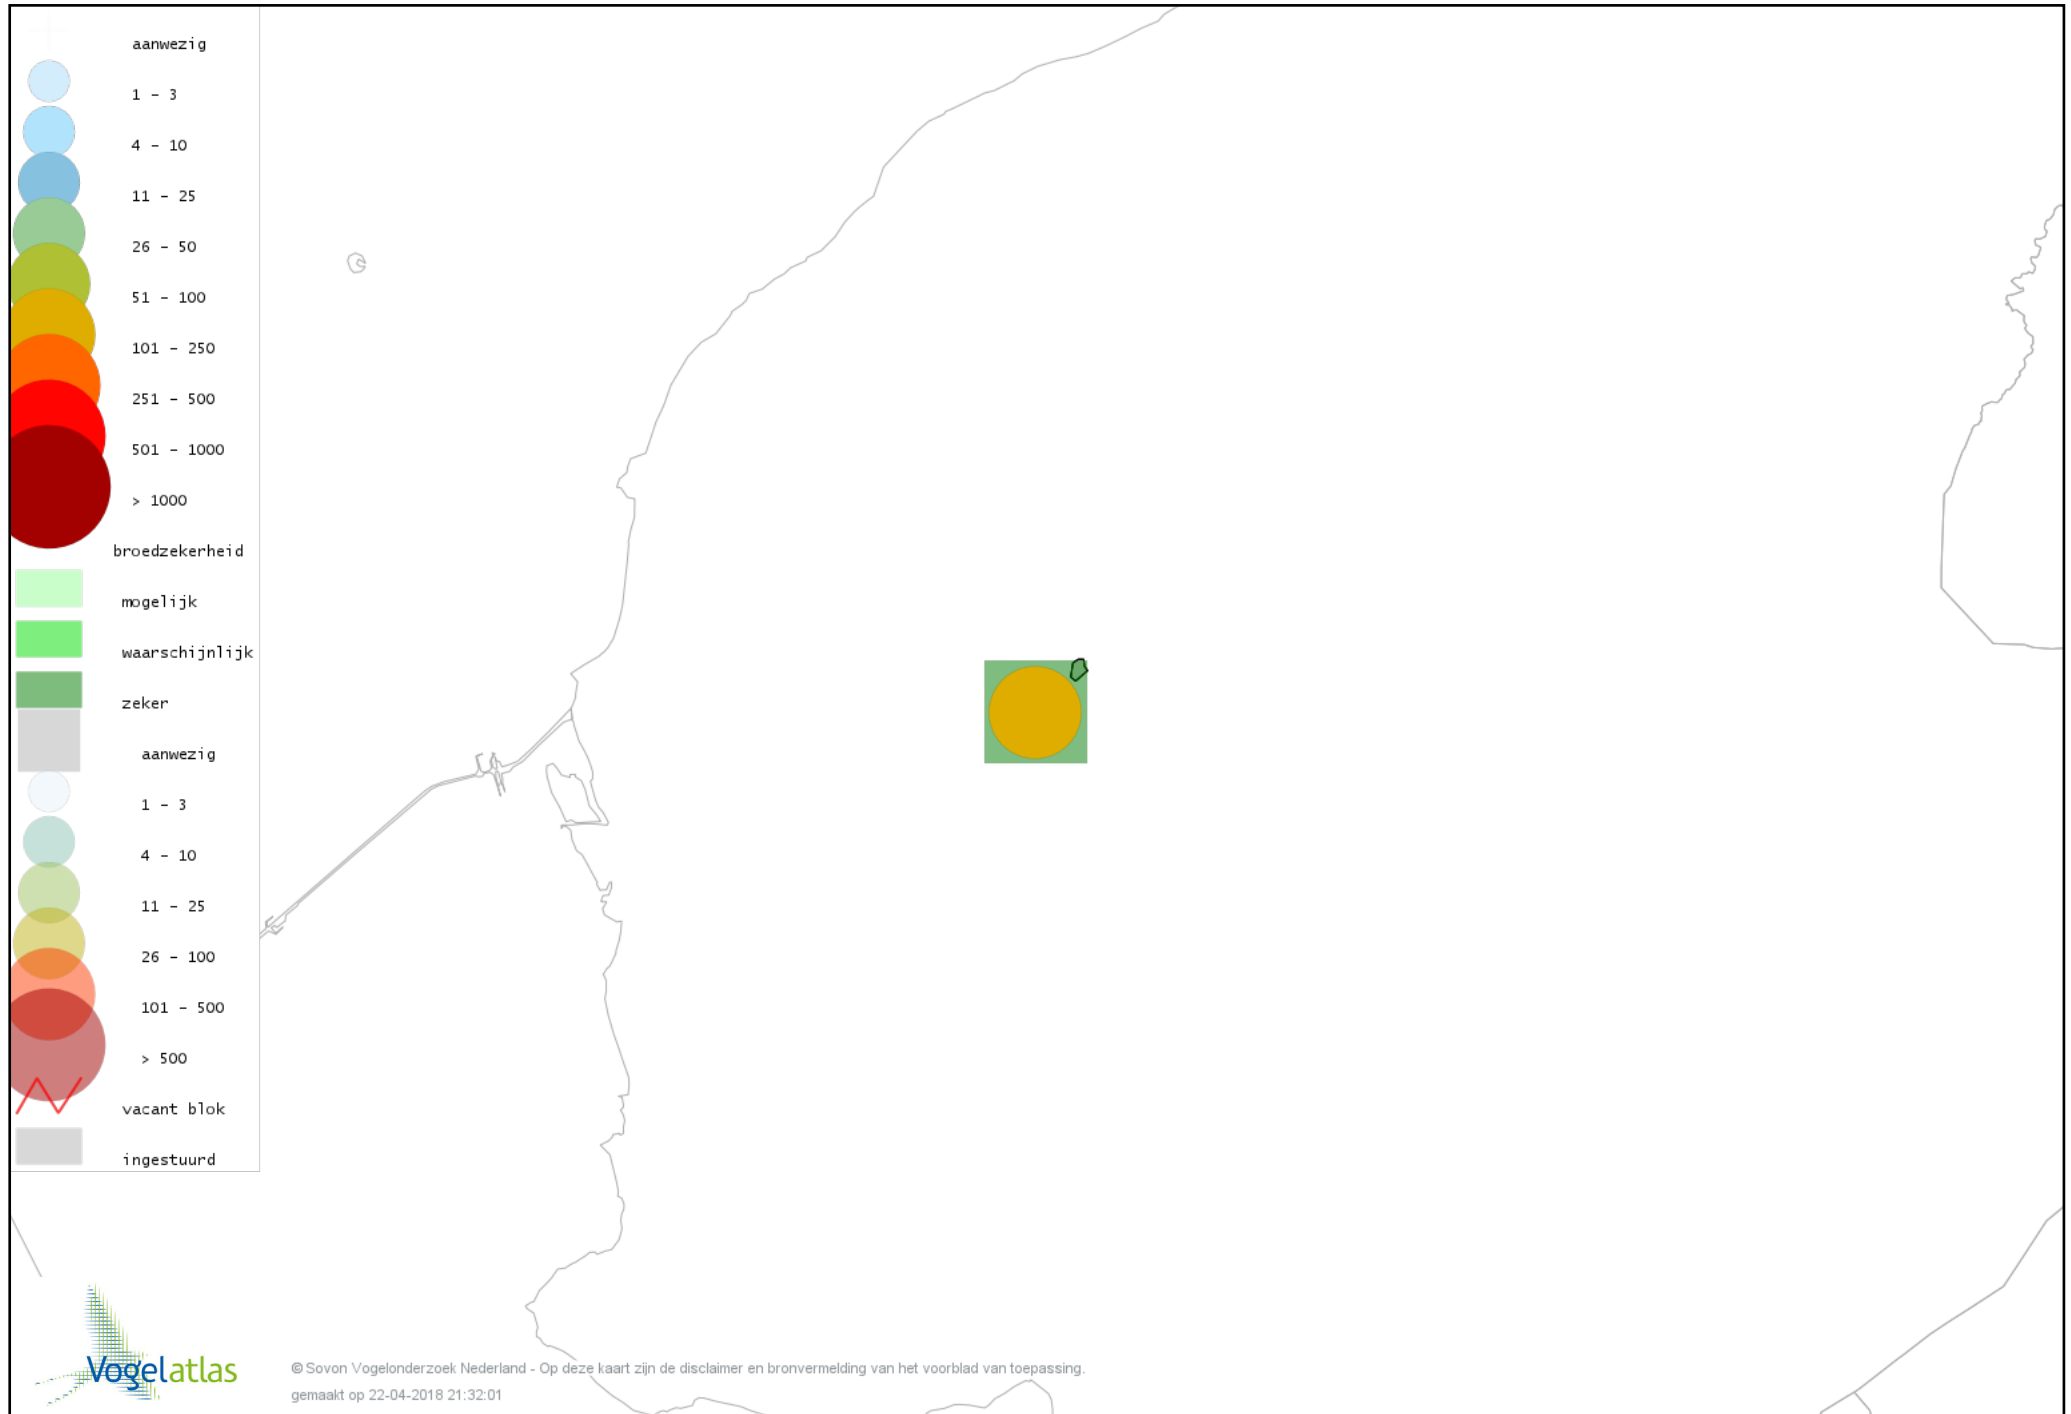 aanwezig
1 - 3
4 - 10
11 - 25
26 - 50
51 - 100
101 - 250
251 - 500
501 - 1000
> 1000
broedzekerheid
mogelijk
waarschijnlijk
zeker
aanwezig
1 - 3
4 - 10
11 - 25
26 - 100
101 - 500
> 500
vacant blok
ingestuurd
Vogelatlas
© Sovon Vogelonderzoek Nederland - Op deze kaart zijn de disclaimer en bronvermelding van het voorblad van toepassing.
gemaakt op 22-04-2018 21:32:01